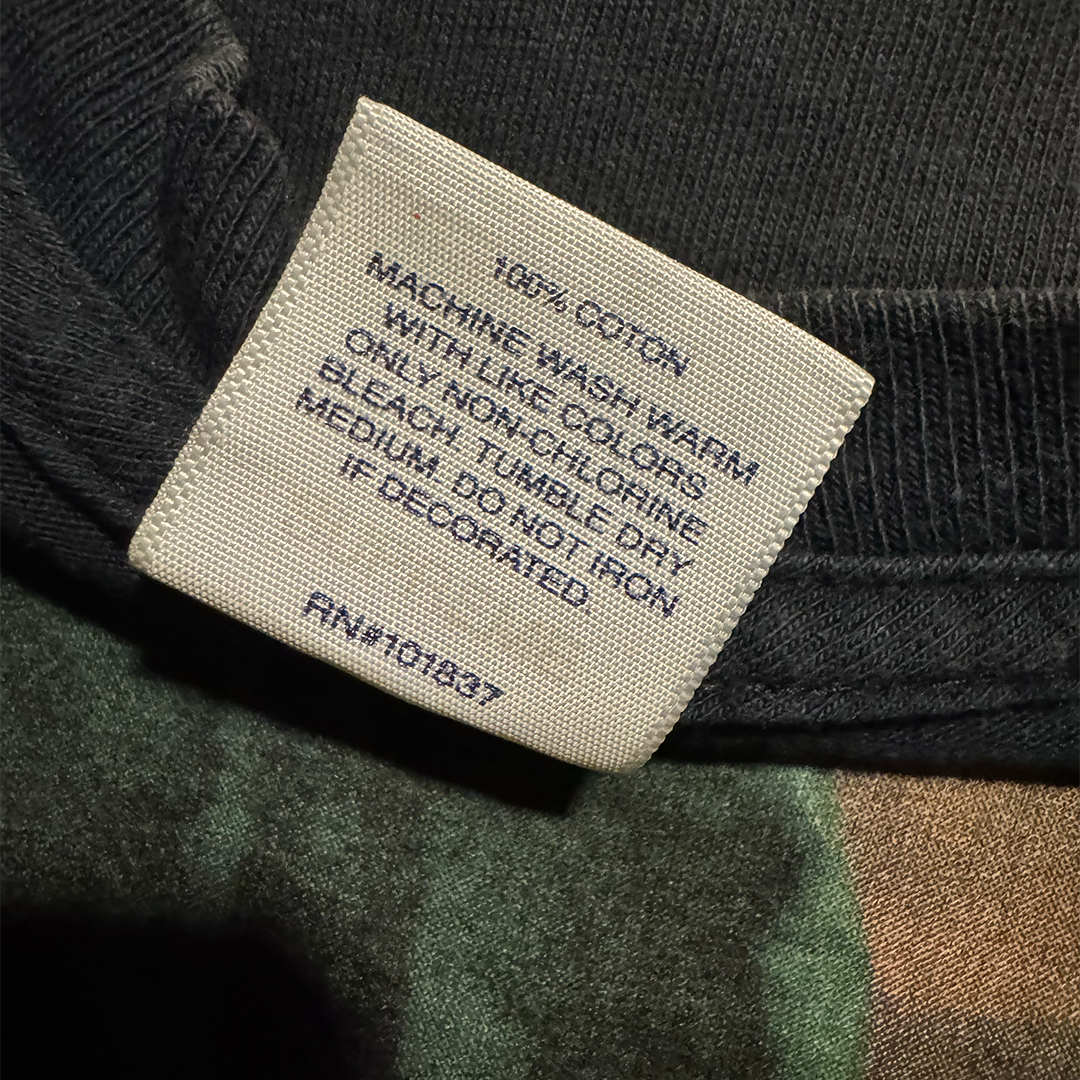 100% COTON
MACHINE WASH WARM
WITH LIKE COLORS
ONLY NON-CHLORINE
BLEACH, TUMBLE DRY
MEDIUM. DO NOT IRON
IF DECORATED.
RN#101837